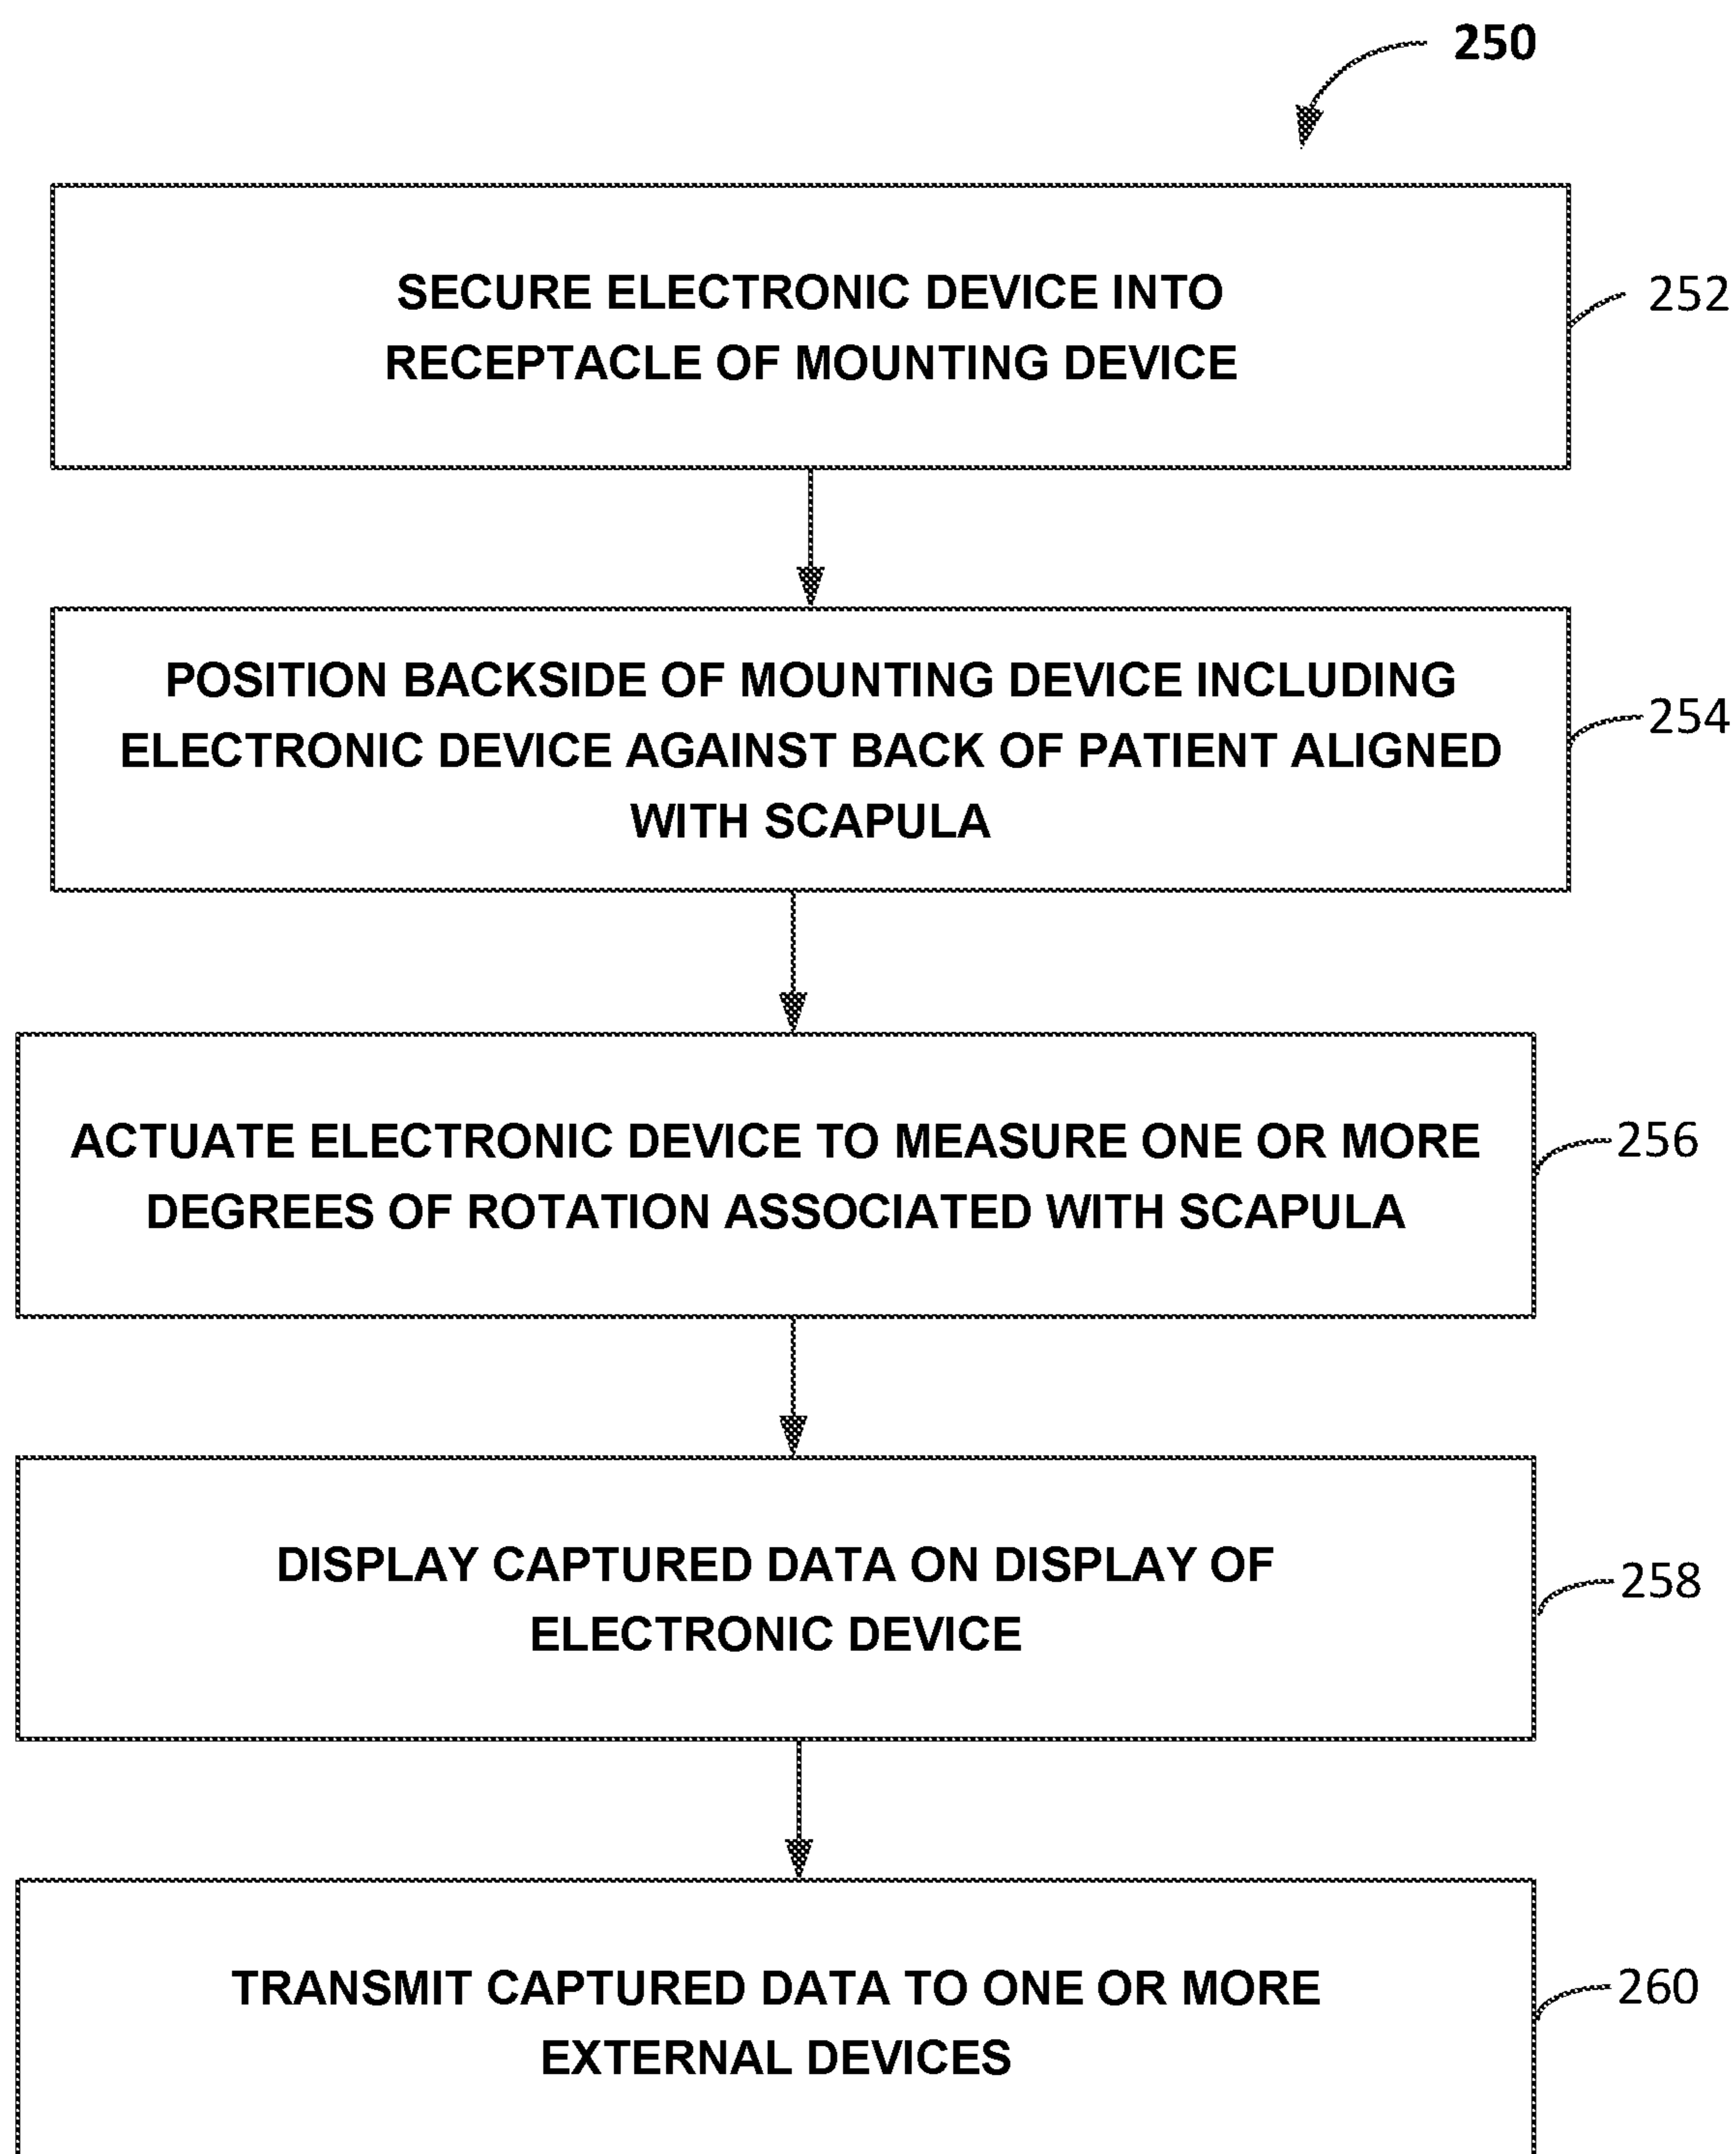 250
SECURE ELECTRONIC DEVICE INTO
RECEPTACLE OF MOUNTING DEVICE
252
POSITION BACKSIDE OF MOUNTING DEVICE INCLUDING
ELECTRONIC DEVICE AGAINST BACK OF PATIENT ALIGNED
WITH SCAPULA
254
ACTUATE ELECTRONIC DEVICE TO MEASURE ONE OR MORE
DEGREES OF ROTATION ASSOCIATED WITH SCAPULA
256
DISPLAY CAPTURED DATA ON DISPLAY OF
ELECTRONIC DEVICE
258
TRANSMIT CAPTURED DATA TO ONE OR MORE
EXTERNAL DEVICES
260